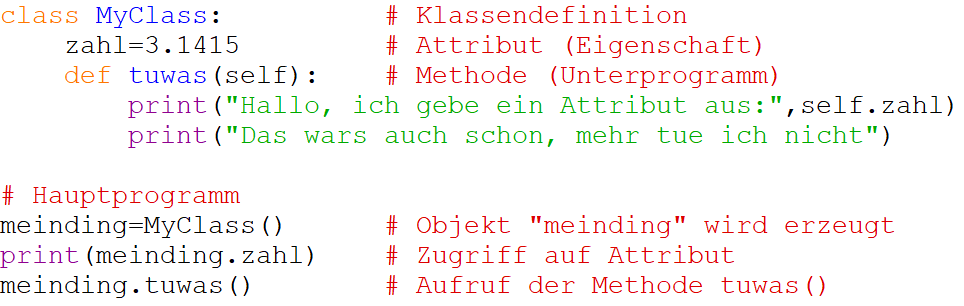 class MyClass:          # Klassendefinition
    zahl=3.1415         # Attribut (Eigenschaft)
    def tuwas(self):    # Methode (Unterprogramm)
        print("Hallo, ich gebe ein Attribut aus:",self.zahl)
        print("Das wars auch schon, mehr tue ich nicht")

# Hauptprogramm
meinding=MyClass()      # Objekt "meinding" wird erzeugt
print(meinding.zahl)    # Zugriff auf Attribut
meinding.tuwas()        # Aufruf der Methode tuwas()